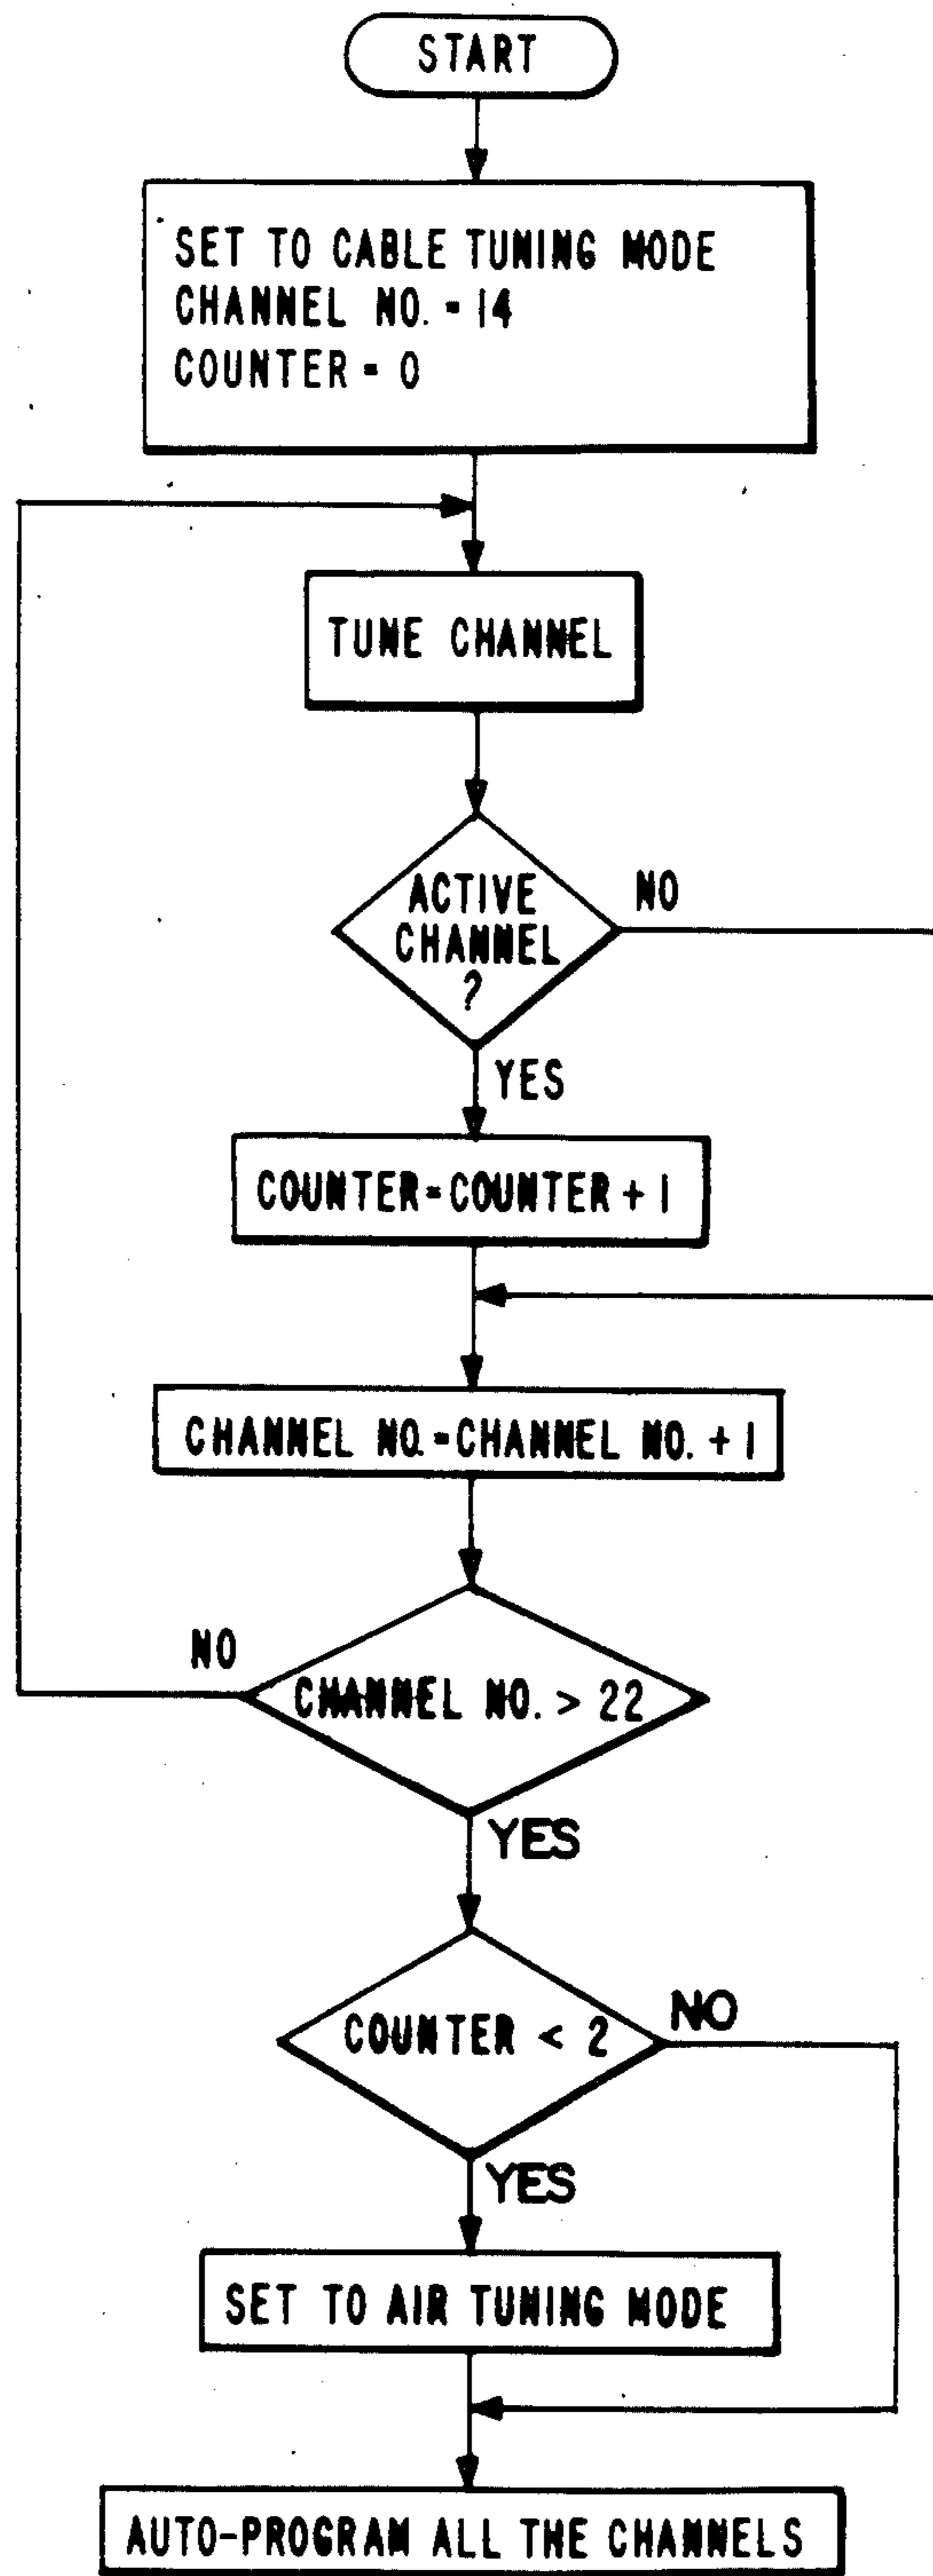 START
SET TO CABLE TUNING MODE
CHANNEL NO. = 14
COUNTER = 0
TUNE CHANNEL
ACTIVE
CHANNEL
?
NO
YES
COUNTER=COUNTER + 1
CHANNEL NO.=CHANNEL NO. + 1
NO
CHANNEL NO. > 22
YES
COUNTER < 2
NO
YES
SET TO AIR TUNING MODE
AUTO-PROGRAM ALL THE CHANNELS